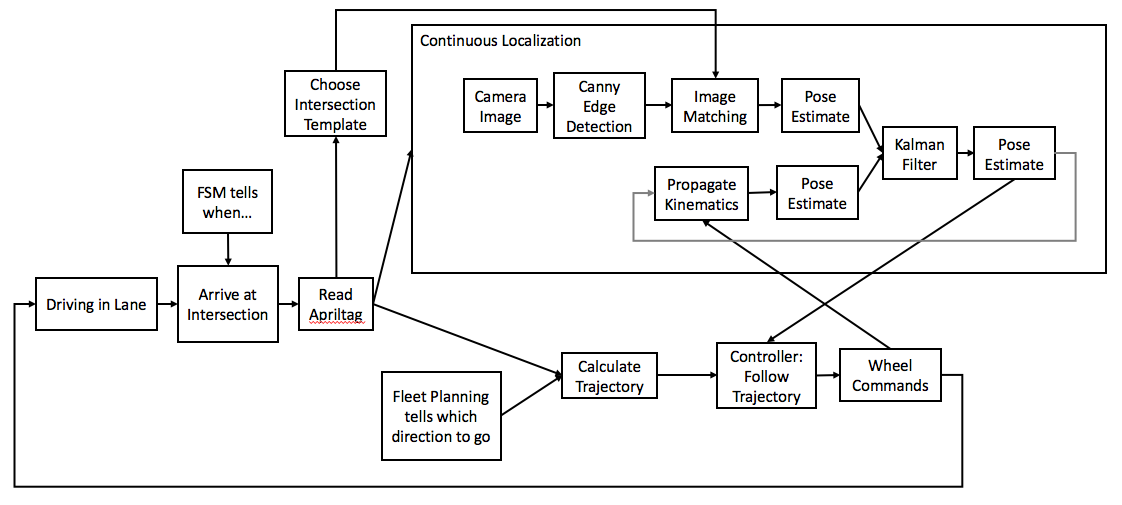 Continuous Localization
Choose
Intersection
Template
Camera
Image
Canny
Edge
Detection
Image
Matching
Pose
Estimate
Kalman
Filter
Pose
Estimate
Propagate
Kinematics
Pose
Estimate
FSM tells
when...
Driving in Lane
Arrive at
Intersection
Read
Apriltag
Calculate
Trajectory
Controller:
Follow
Trajectory
Wheel
Commands
Fleet Planning
tells which
direction to go